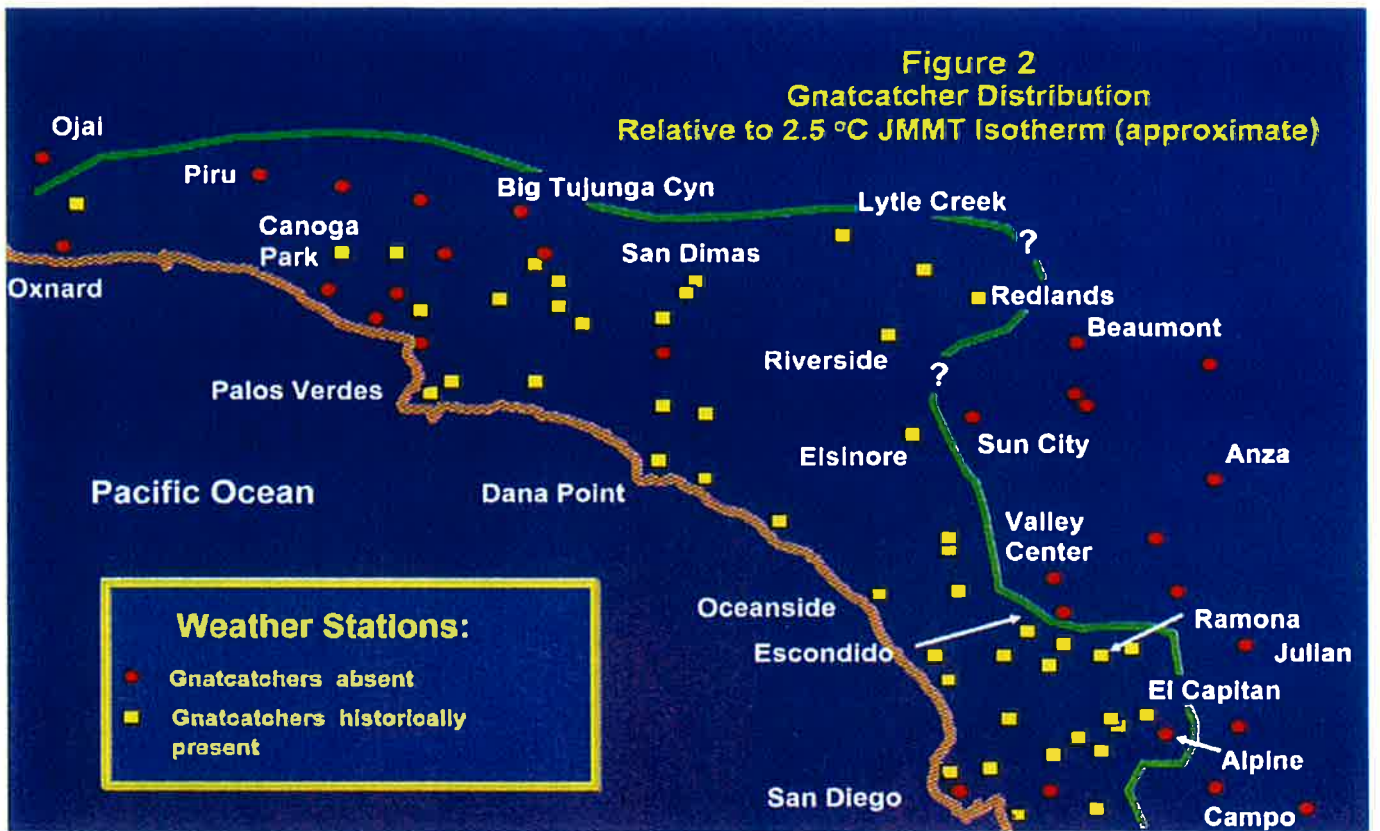 Figure 2
Gnatcatcher Distribution
Relative to 2.5 °C JMMT Isotherm (approximate)
Ojai
Piru
Big Tujunga Cyn
Lytle Creek
Canoga
Park
San Dimas
?
Oxnard
Redlands
Beaumont
Riverside
?
Palos Verdes
Sun City
Elsinore
Anza
Pacific Ocean
Dana Point
Valley
Center
Oceanside
Ramona
Escondido
Julian
El Capitan
Alpine
San Diego
Campo
Weather Stations:
Gnatcatchers absent
Gnatcatchers historically
present